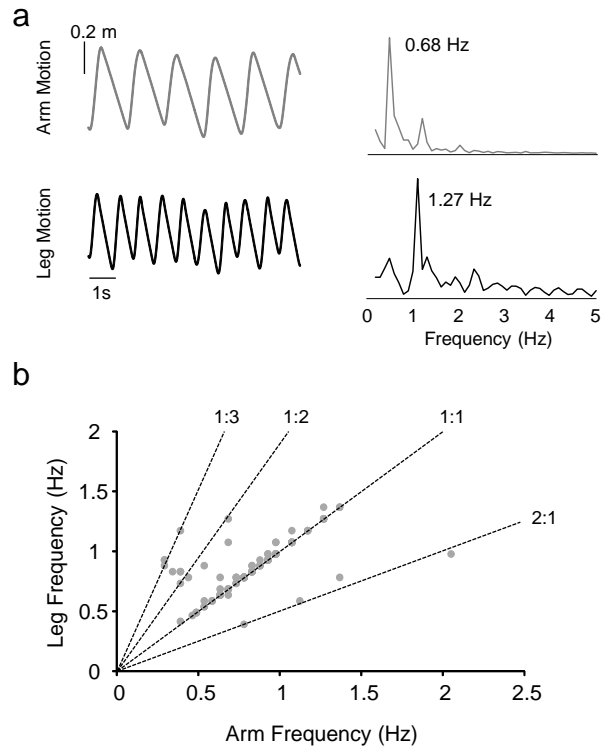 a
0.2 m
Arm Motion
0.68 Hz
Leg Motion
1.27 Hz
1s
0 1 2 3 4 5
Frequency (Hz)
b
1:3 1:2 1:1
2:1
2
1.5
1
0.5
0
Leg Frequency (Hz)
0 0.5 1 1.5 2 2.5
Arm Frequency (Hz)